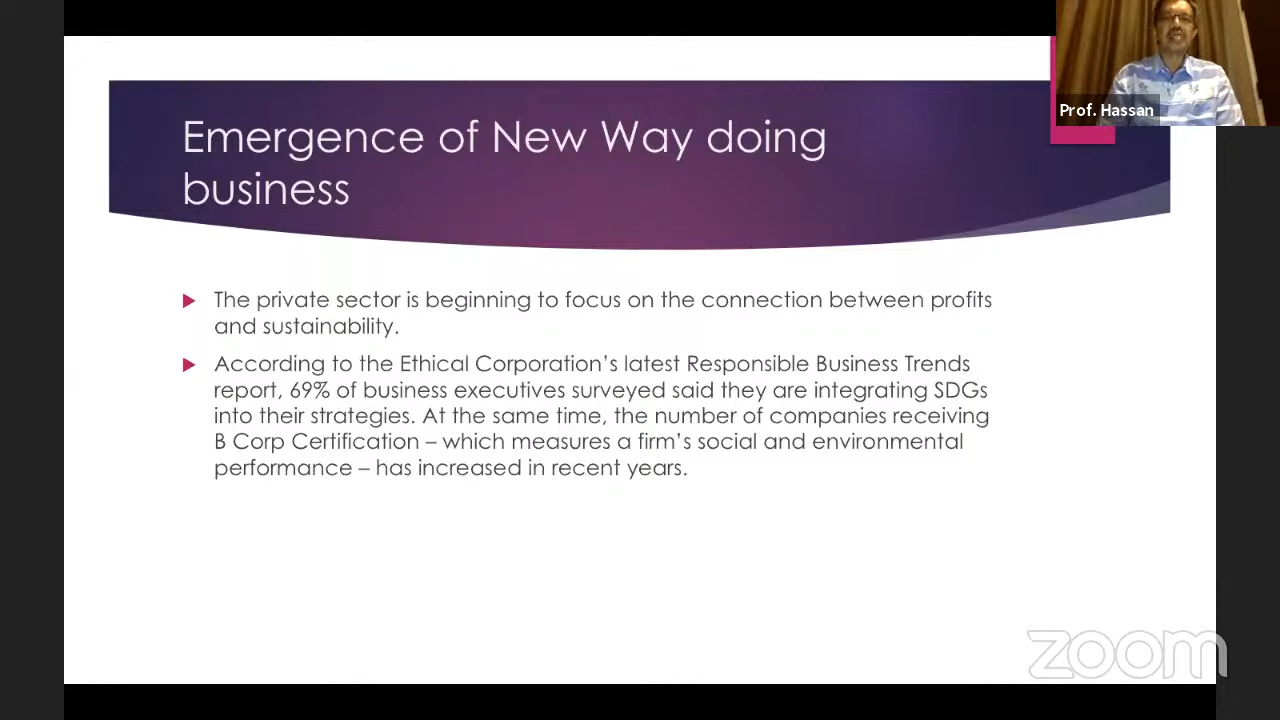 Emergence of New Way doing
business
Prof. Hassan
The private sector is beginning to focus on the connection between profits
and sustainability.
According to the Ethical Corporation's latest Responsible Business Trends
report, 69% of business executives surveyed said they are integrating SDGs
into their strategies. At the same time, the number of companies receiving
B Corp Certification – which measures a firm's social and environmental
performance – has increased in recent years.
zoom